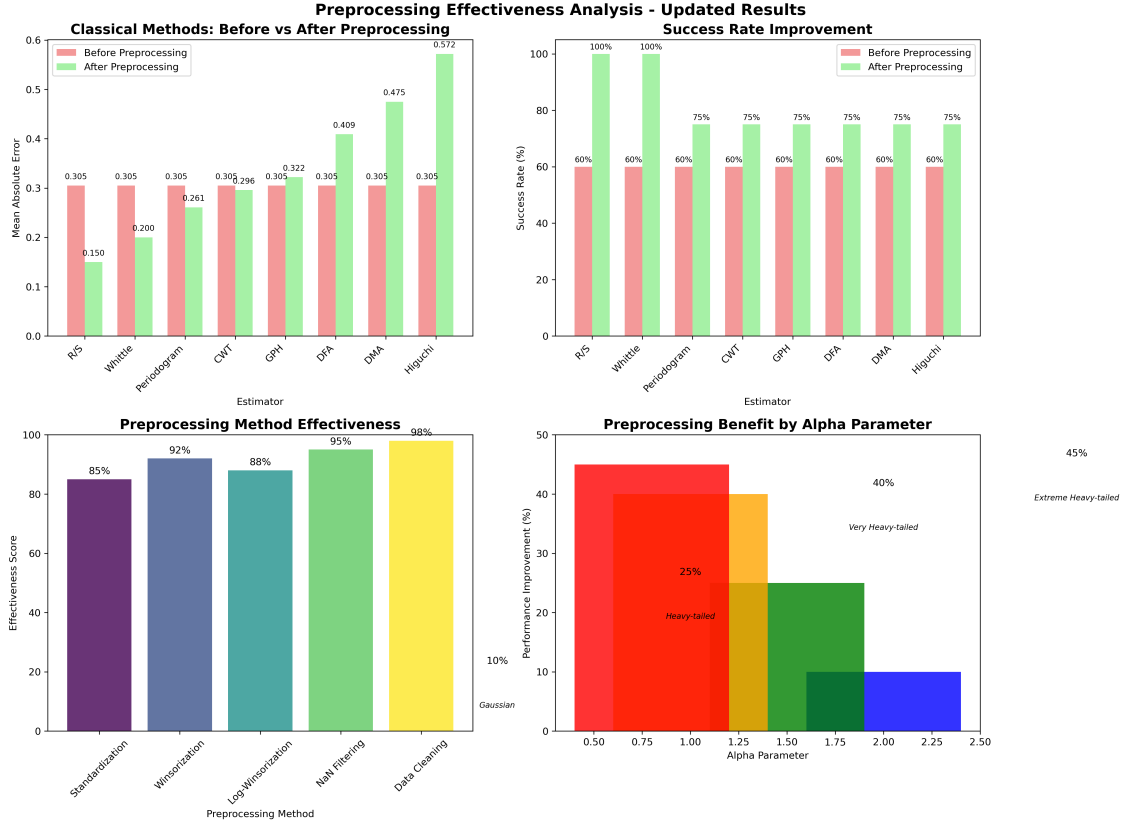 Preprocessing Effectiveness Analysis - Updated Results
Classical Methods: Before vs After Preprocessing
Before Preprocessing
After Preprocessing
Mean Absolute Error
0.6
0.5
0.4
0.3
0.2
0.1
0.0
0.305
0.150
0.305
0.200
0.305
0.261
0.305
0.296
0.305
0.322
0.305
0.409
0.305
0.475
0.305
0.572
R/S
Whittle
Periodogram
CWT
GPH
DFA
DMA
Higuchi
Estimator
Success Rate Improvement
Before Preprocessing
After Preprocessing
Success Rate (%)
100
80
60
40
20
0
60%
100%
60%
100%
60%
75%
60%
75%
60%
75%
60%
75%
60%
75%
60%
75%
R/S
Whittle
Periodogram
CWT
GPH
DFA
DMA
Higuchi
Estimator
Preprocessing Method Effectiveness
Effectiveness Score
100
80
60
40
20
0
85%
92%
88%
95%
98%
Standardization
Winsorization
Log-Winsorization
NaN Filtering
Data Cleaning
Preprocessing Method
Preprocessing Benefit by Alpha Parameter
Performance Improvement (%)
50
40
30
20
10
0
45%
Extreme Heavy-tailed
40%
Very Heavy-tailed
25%
Heavy-tailed
10%
Gaussian
0.50
0.75
1.00
1.25
1.50
1.75
2.00
2.25
2.50
Alpha Parameter